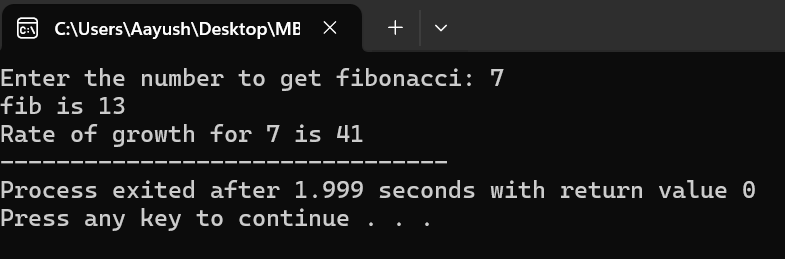 C:\Users\Aayush\Desktop\MB
Enter the number to get fibonacci: 7
fib is 13
Rate of growth for 7 is 41
--------------------------------
Process exited after 1.999 seconds with return value 0
Press any key to continue . . .